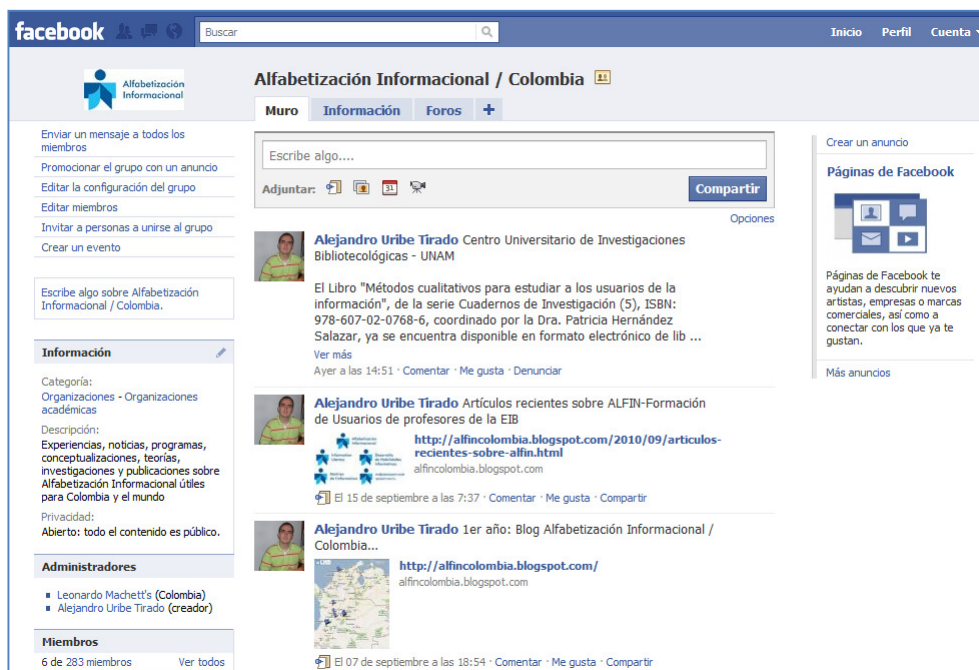 facebook
Buscar
Inicio Perfil Cuenta
Alfabetización
Informacional
Enviar un mensaje a todos los
miembros
Promocionar el grupo con un anuncio
Editar la configuración del grupo
Editar miembros
Invitar a personas a unirse al grupo
Crear un evento
Escribe algo sobre Alfabetización
Informacional / Colombia.
Información
Categoría:
Organizaciones - Organizaciones
académicas
Descripción:
Experiencias, noticias, programas,
conceptualizaciones, teorías,
investigaciones y publicaciones sobre
Alfabetización Informacional útiles
para Colombia y el mundo
Privacidad:
Abierto: todo el contenido es público.
Administradores
Leonardo Machett's (Colombia)
Alejandro Uribe Tirado (creador)
Miembros
6 de 283 miembros Ver todos
Alfabetización Informacional / Colombia
Muro Información Foros +
Escribe algo....
Adjuntar: 31 Compartir
Opciones
Alejandro Uribe Tirado Centro Universitario de Investigaciones
Bibliotecológicas - UNAM
El Libro "Métodos cualitativos para estudiar a los usuarios de la
información", de la serie Cuadernos de Investigación (5), ISBN:
978-607-02-0768-6, coordinado por la Dra. Patricia Hernández
Salazar, ya se encuentra disponible en formato electrónico de lib ...
Ver más
Ayer a las 14:51 · Comentar · Me gusta · Denunciar
Alejandro Uribe Tirado Artículos recientes sobre ALFIN-Formación
de Usuarios de profesores de la EIB
http://alfincolombia.blogspot.com/2010/09/articulos-
recientes-sobre-alfin.html
alfincolombia.blogspot.com
El 15 de septiembre a las 7:37 · Comentar · Me gusta · Compartir
Alejandro Uribe Tirado 1er año: Blog Alfabetización Informacional /
Colombia...
http://alfincolombia.blogspot.com/
alfincolombia.blogspot.com
El 07 de septiembre a las 18:54 · Comentar · Me gusta · Compartir
Crear un anuncio
Páginas de Facebook
Páginas de Facebook te
ayudan a descubrir nuevos
artistas, empresas o marcas
comerciales, así como a
conectar con los que ya te
gustan.
Más anuncios